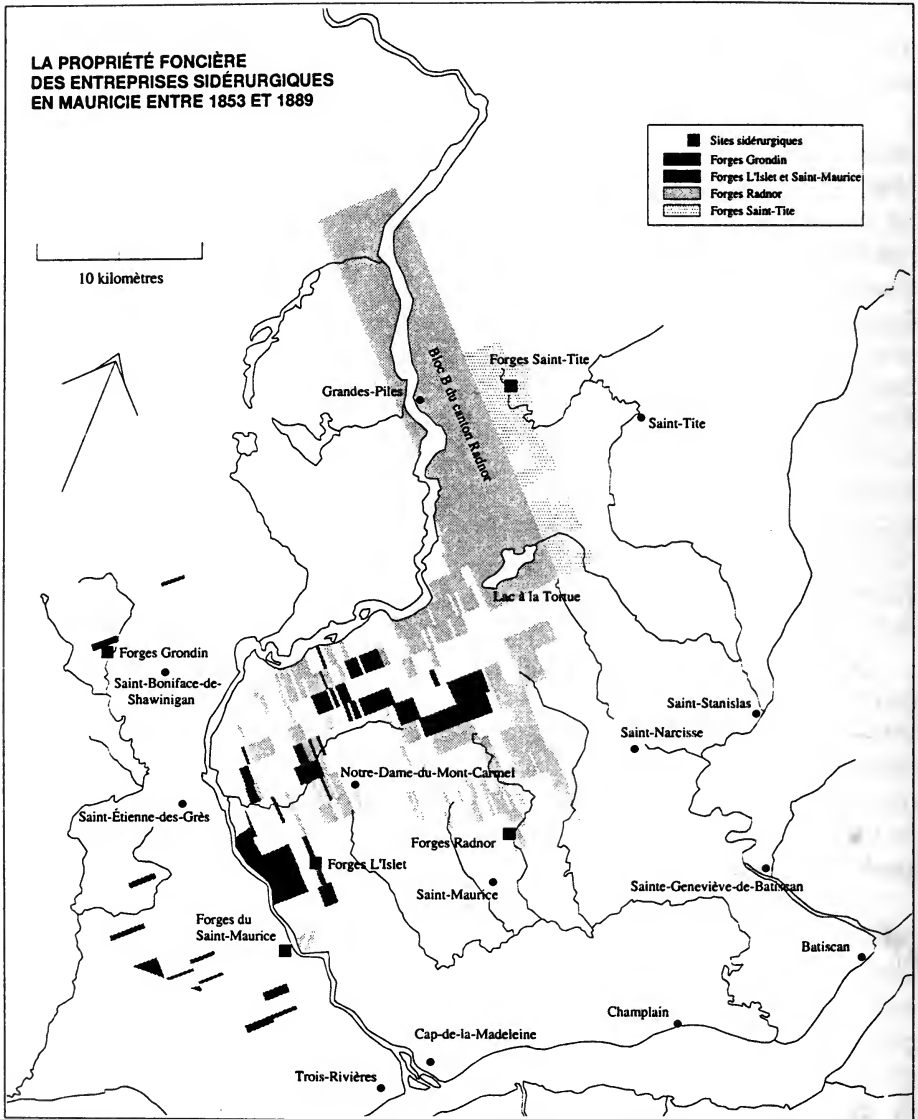 LA PROPRIÉTÉ FONCIÈRE
DES ENTREPRISES SIDÉRURGIQUES
EN MAURICIE ENTRE 1853 ET 1889
Sites sidérurgiques
Forges Grondin
Forges L'Islet et Saint-Maurice
Forges Radnor
Forges Saint-Tite
10 kilomètres
Forges Saint-Tite
Grandes-Piles
Bloc B du canton Radnor
Saint-Tite
Lac à la Tortue
Forges Grondin
Saint-Boniface-de-
Shawinigan
Saint-Stanislas
Saint-Narcisse
Notre-Dame-du-Mont-Carmel
Saint-Étienne-des-Grès
Forges Radnor
Forges L'Islet
Saint-Maurice
Sainte-Geneviève-de-Batiscan
Forges du
Saint-Maurice
Batiscan
Champlain
Cap-de-la-Madeleine
Trois-Rivières